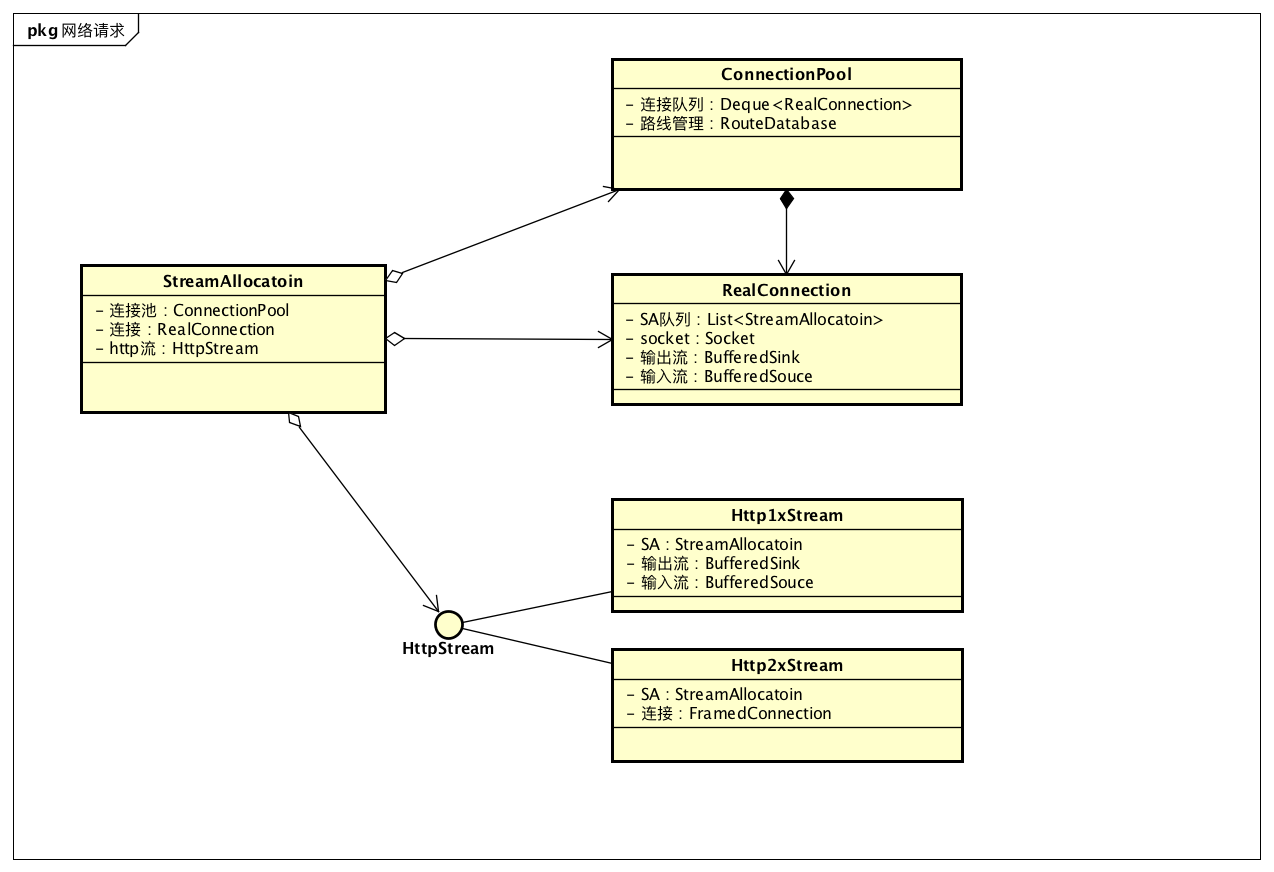 pkg 网络请求
ConnectionPool
- 连接队列 : Deque<RealConnection>
- 路线管理 : RouteDatabase
StreamAllocatoin
- 连接池 : ConnectionPool
- 连接 : RealConnection
- http流 : HttpStream
RealConnection
- SA队列 : List<StreamAllocatoin>
- socket : Socket
- 输出流 : BufferedSink
- 输入流 : BufferedSouce
Http1xStream
- SA : StreamAllocatoin
- 输出流 : BufferedSink
- 输入流 : BufferedSouce
HttpStream
Http2xStream
- SA : StreamAllocatoin
- 连接 : FramedConnection